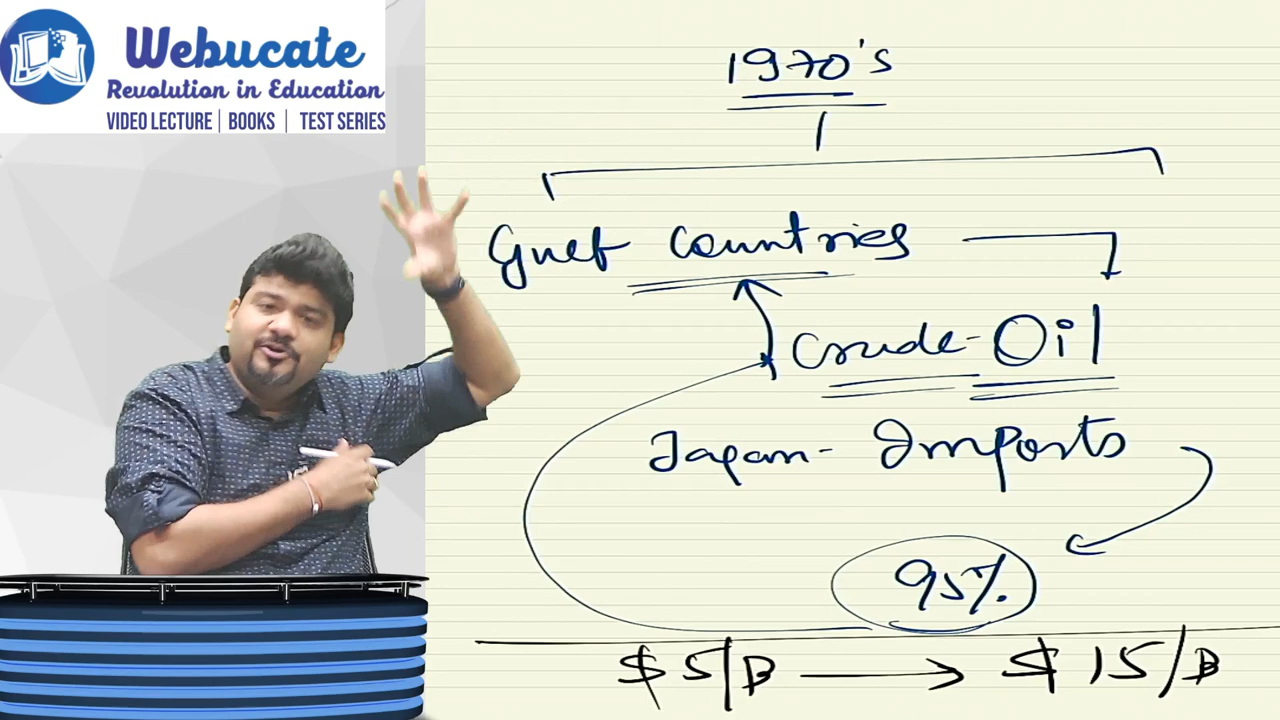 Webucate
Revolution in Education
VIDEO LECTURE | BOOKS | TEST SERIES
1970's
Gulf countries
Crude-Oil
Japan- Imports
95%
$5/B → $15/B